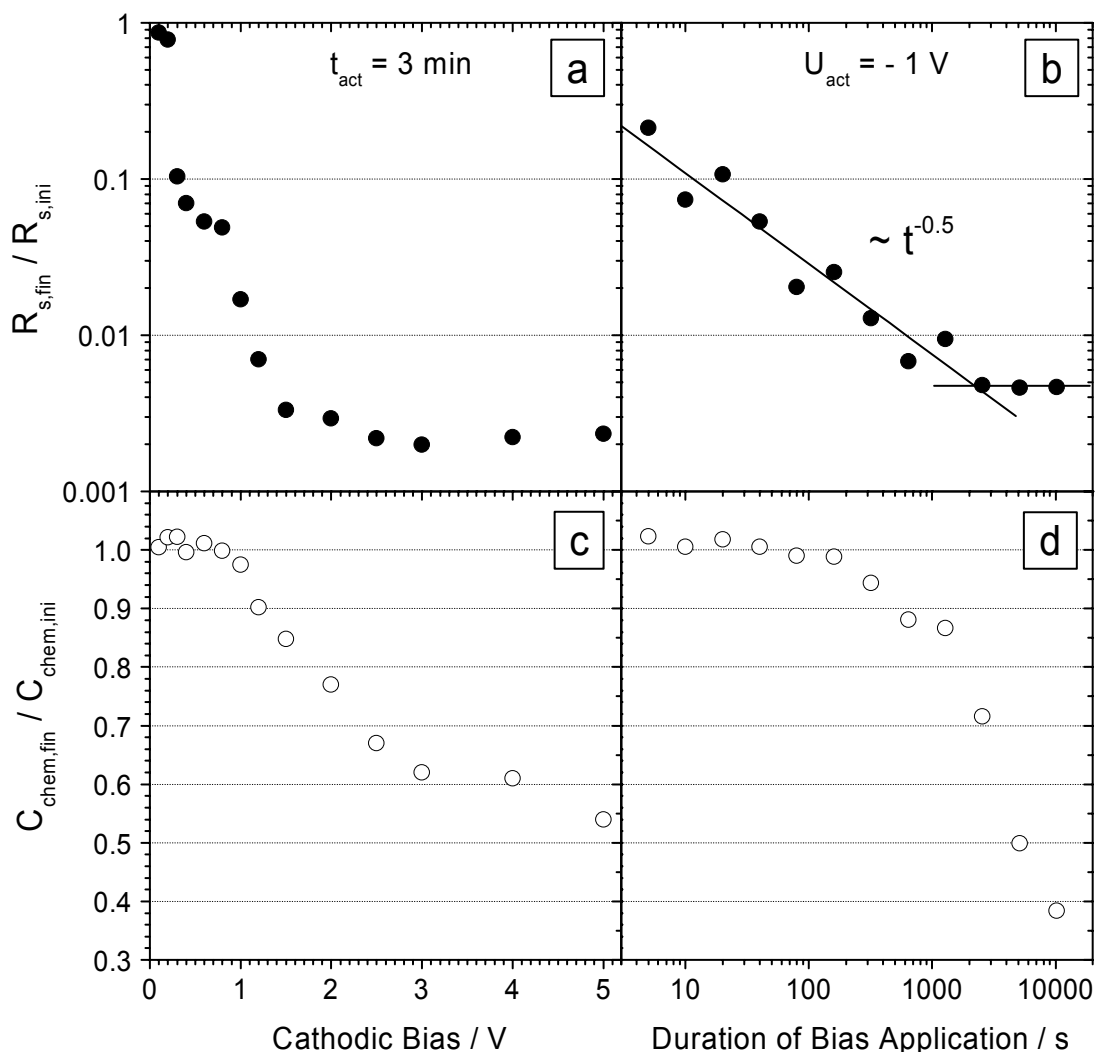 1
0.1
0.01
0.001
R_s,fin / R_s,ini
t_act = 3 min
a
U_act = - 1 V
b
~ t^-0.5
1.0
0.9
0.8
0.7
0.6
0.5
0.4
0.3
C_chem,fin / C_chem,ini
c
d
0 1 2 3 4 5
10 100 1000 10000
Cathodic Bias / V
Duration of Bias Application / s